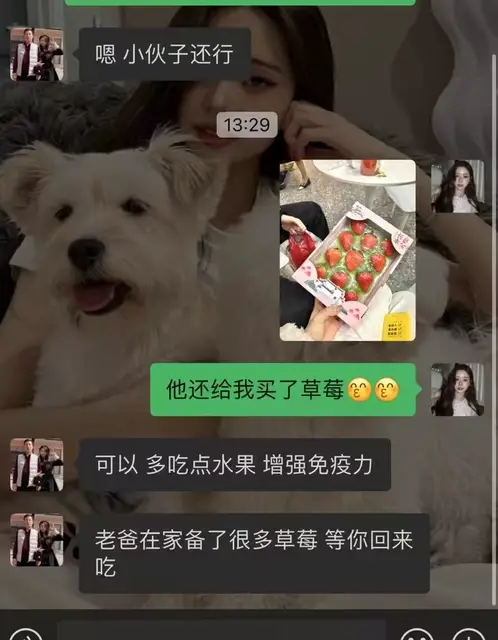 嗯 小伙子还行
13:29
他还给我买了草莓
可以 多吃点水果 增强免疫力
老爸在家备了很多草莓 等你回来
吃